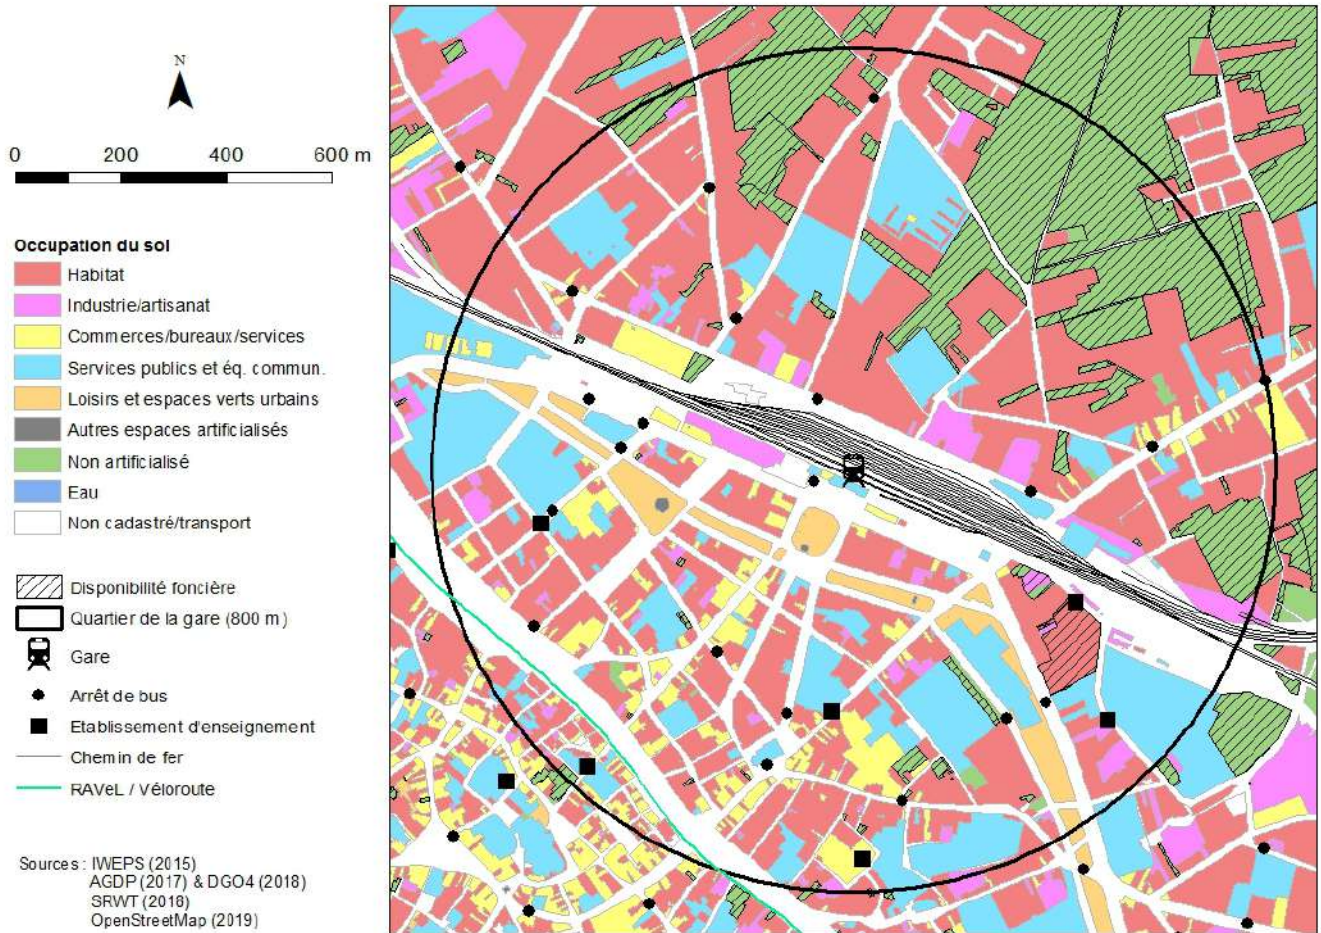 N
0 200 400 600 m
Occupation du sol
Habitat
Industrie/artisanat
Commerces/bureaux/services
Services publics et éq. commun.
Loisirs et espaces verts urbains
Autres espaces artificialisés
Non artificialisé
Eau
Non cadastré/transport
Disponibilité foncière
Quartier de la gare (800 m)
Gare
Arrêt de bus
Etablissement d'enseignement
Chemin de fer
RAVeL / Véloroute
Sources : IWEPS (2015)
AGDP (2017) & DGO4 (2018)
SRWT (2018)
OpenStreetMap (2019)